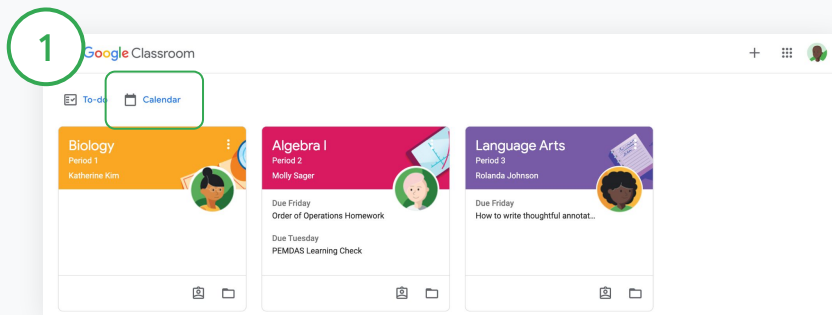 1
Google Classroom
To-do
Calendar
Biology
Period 1
Katherine Kim
Algebra I
Period 2
Molly Sager
Due Friday
Order of Operations Homework
Due Tuesday
PEMDAS Learning Check
Language Arts
Period 3
Rolanda Johnson
Due Friday
How to write thoughtful annotat...